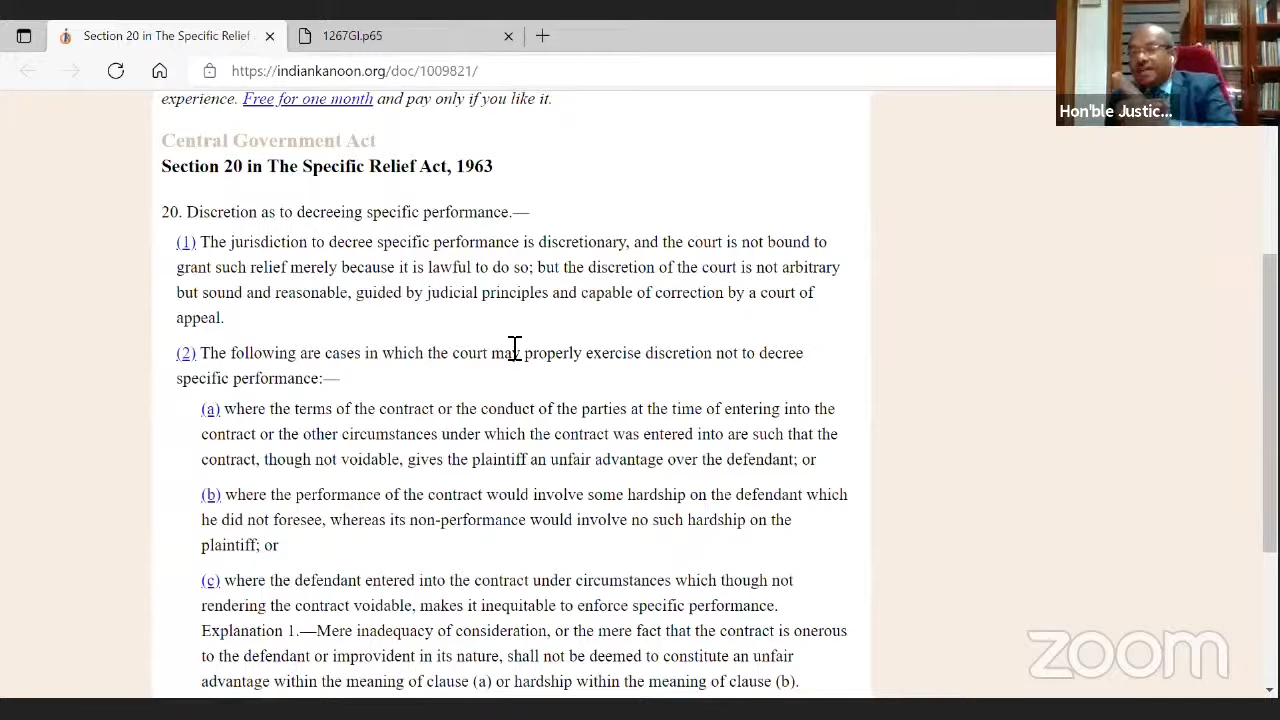 Section 20 in The Specific Relief
1267GI.p65
https://indiankanoon.org/doc/1009821/
Hon'ble Justic...
experience. Free for one month and pay only if you like it.
Central Government Act
Section 20 in The Specific Relief Act, 1963
20. Discretion as to decreeing specific performance.—
(1) The jurisdiction to decree specific performance is discretionary, and the court is not bound to
grant such relief merely because it is lawful to do so; but the discretion of the court is not arbitrary
but sound and reasonable, guided by judicial principles and capable of correction by a court of
appeal.
(2) The following are cases in which the court may properly exercise discretion not to decree
specific performance:—
(a) where the terms of the contract or the conduct of the parties at the time of entering into the
contract or the other circumstances under which the contract was entered into are such that the
contract, though not voidable, gives the plaintiff an unfair advantage over the defendant; or
(b) where the performance of the contract would involve some hardship on the defendant which
he did not foresee, whereas its non-performance would involve no such hardship on the
plaintiff; or
(c) where the defendant entered into the contract under circumstances which though not
rendering the contract voidable, makes it inequitable to enforce specific performance.
Explanation 1.—Mere inadequacy of consideration, or the mere fact that the contract is onerous
to the defendant or improvident in its nature, shall not be deemed to constitute an unfair
advantage within the meaning of clause (a) or hardship within the meaning of clause (b).
zoom